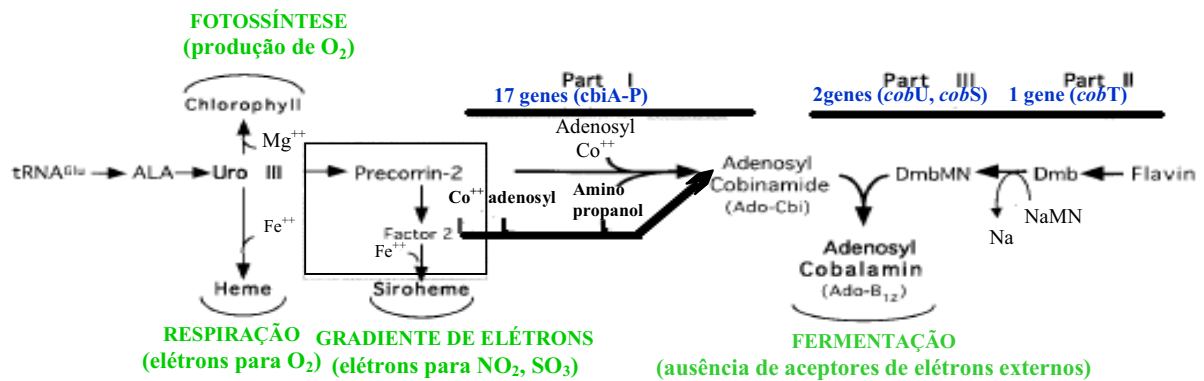 FOTOSSÍNTESE
(produção de O₂)
Part I
Part III
Part II
17 genes (cbiA-P)
2genes (cobU, cobS)
1 gene (cobT)
Chlorophyll
Adenosyl
Mg⁺⁺
Co⁺⁺
tRNAᴳˡᵘ
ALA
Uro III
Precorrin-2
Adenosyl
Cobinamide
(Ado-Cbi)
DmbMN
Dmb
Flavin
Co⁺⁺ adenosyl
Amino
propanol
NaMN
Na
Fe⁺⁺
Factor 2
Fe⁺⁺
Adenosyl
Cobalamin
(Ado-B₁₂)
Heme
Siroheme
RESPIRAÇÃO
(elétrons para O₂)
GRADIENTE DE ELÉTRONS
(elétrons para NO₂, SO₃)
FERMENTAÇÃO
(ausência de aceptores de elétrons externos)